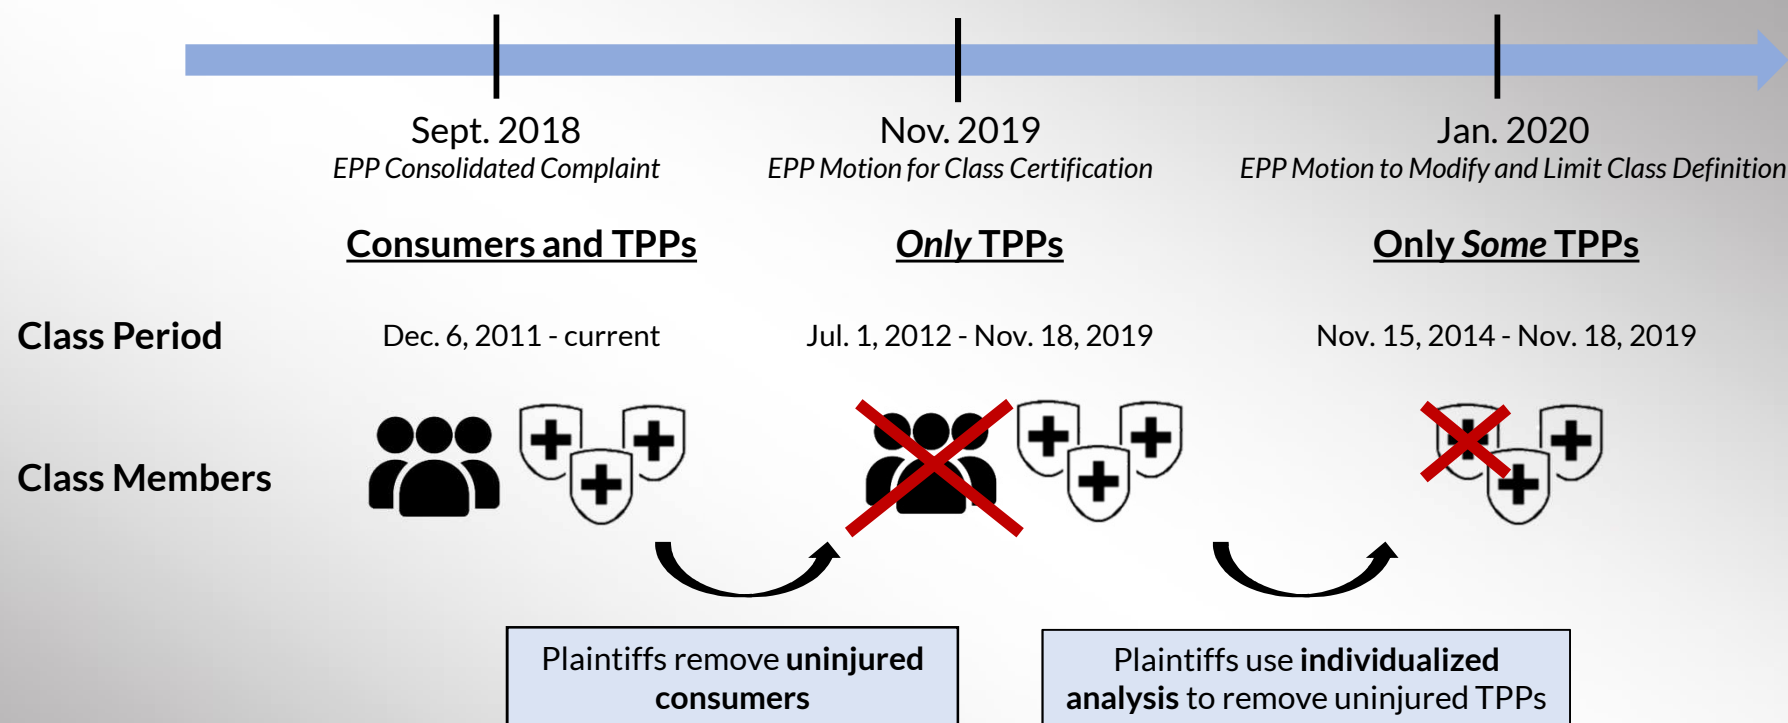 Sept. 2018
EPP Consolidated Complaint
Nov. 2019
EPP Motion for Class Certification
Jan. 2020
EPP Motion to Modify and Limit Class Definition
Consumers and TPPs
Only TPPs
Only Some TPPs
Class Period
Dec. 6, 2011 - current
Jul. 1, 2012 - Nov. 18, 2019
Nov. 15, 2014 - Nov. 18, 2019
Class Members
Plaintiffs remove uninjured
consumers
Plaintiffs use individualized
analysis to remove uninjured TPPs